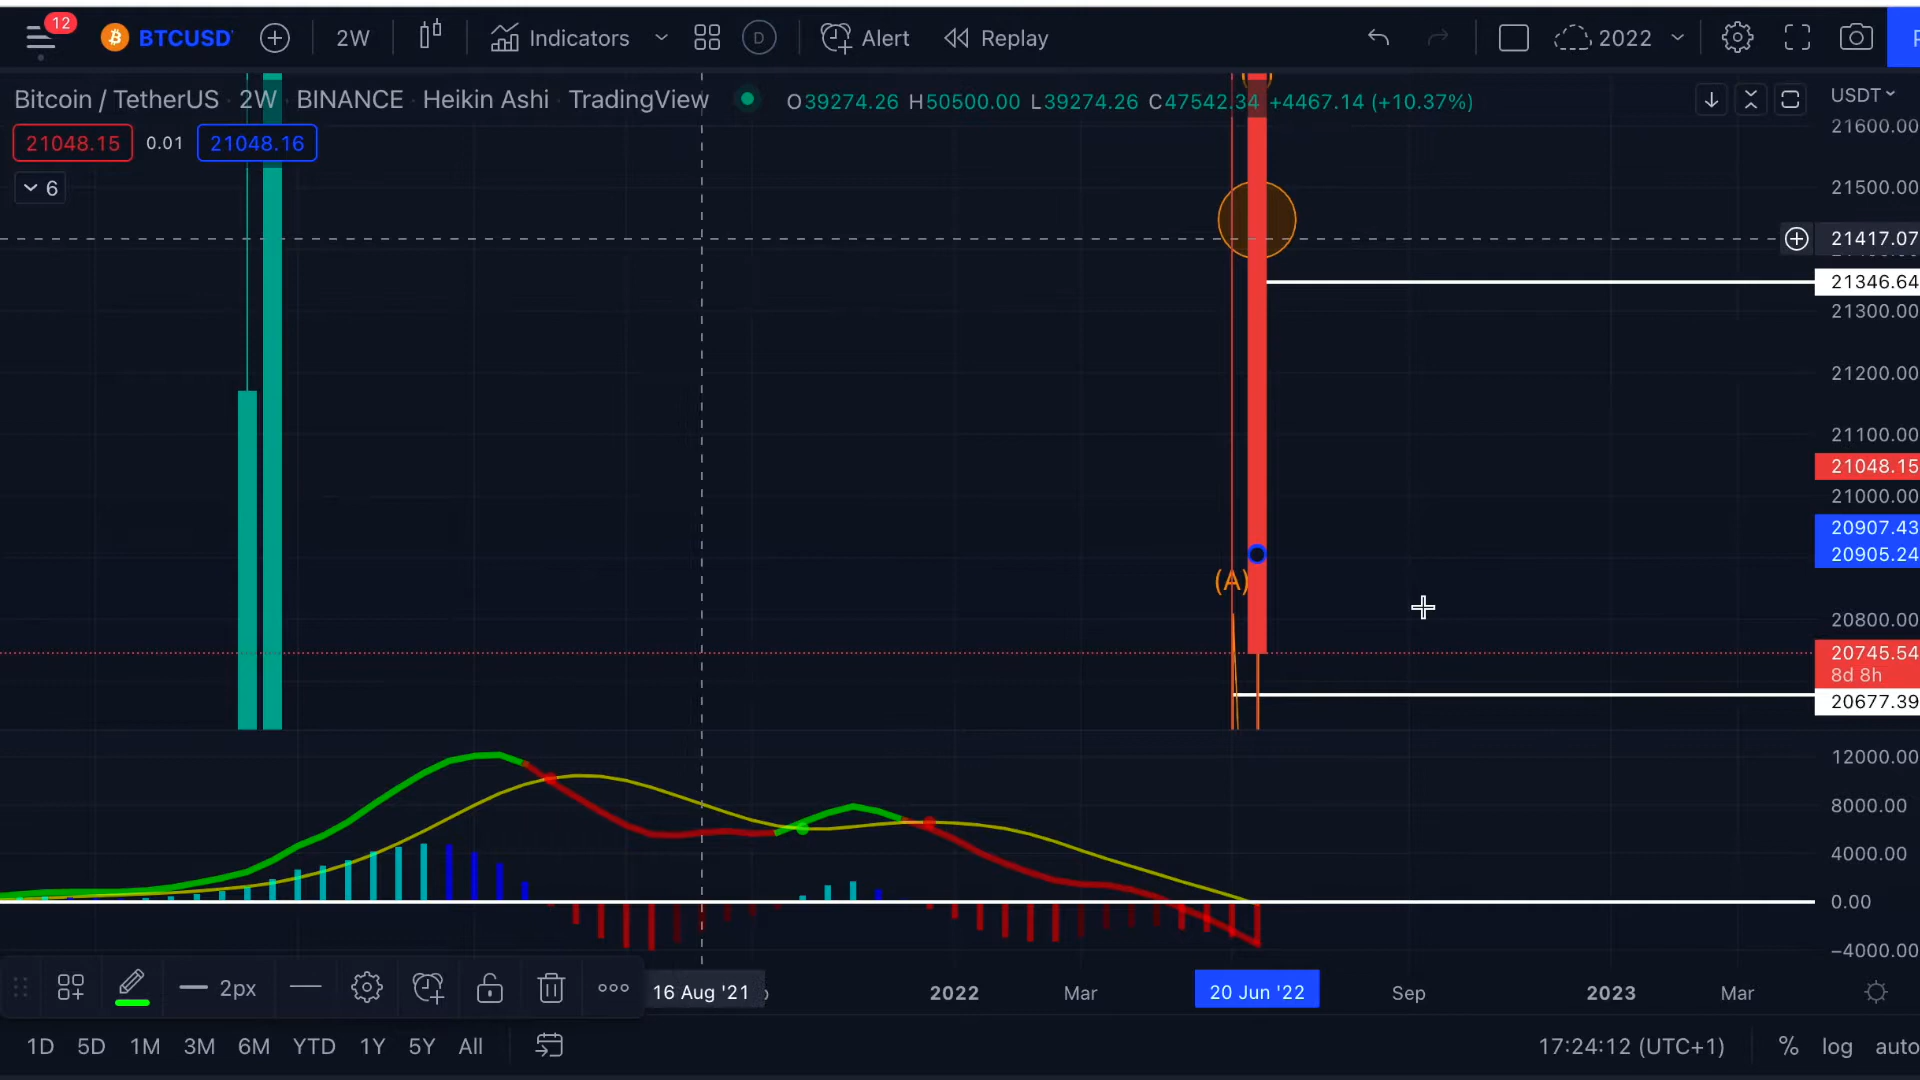 12
BTCUSD
2W
Indicators
D
Alert
Replay
2022
Bitcoin / TetherUS 2W BINANCE Heikin Ashi TradingView
O39274.26 H50500.00 L39274.26 C47542.34 +4467.14 (+10.37%)
USDT
21048.15 0.01 21048.16
6
21600.00
21500.00
21417.07
21346.64
21300.00
21200.00
21100.00
21048.15
21000.00
20907.43
20905.24
(A)
20800.00
20745.54
8d 8h
20677.39
12000.00
8000.00
4000.00
0.00
−4000.00
2px
16 Aug '21
2022
Mar
20 Jun '22
Sep
2023
Mar
1D 5D 1M 3M 6M YTD 1Y 5Y All
17:24:12 (UTC+1)
% log auto